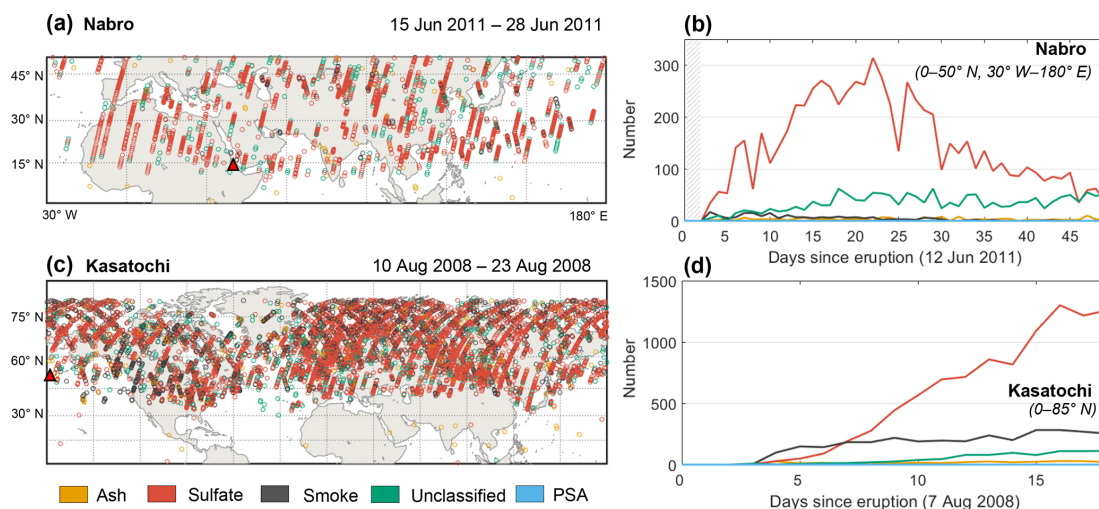 (a) Nabro 15 Jun 2011 – 28 Jun 2011
45° N
30° N
15° N
30° W 180° E
(b)
Nabro
(0–50° N, 30° W–180° E)
Number
300
200
100
0
0 5 10 15 20 25 30 35 40 45
Days since eruption (12 Jun 2011)
(c) Kasatochi 10 Aug 2008 – 23 Aug 2008
75° N
60° N
30° N
(d)
1500
1000
500
0
Number
Kasatochi
(0–85° N)
0 5 10 15
Days since eruption (7 Aug 2008)
Ash Sulfate Smoke Unclassified PSA